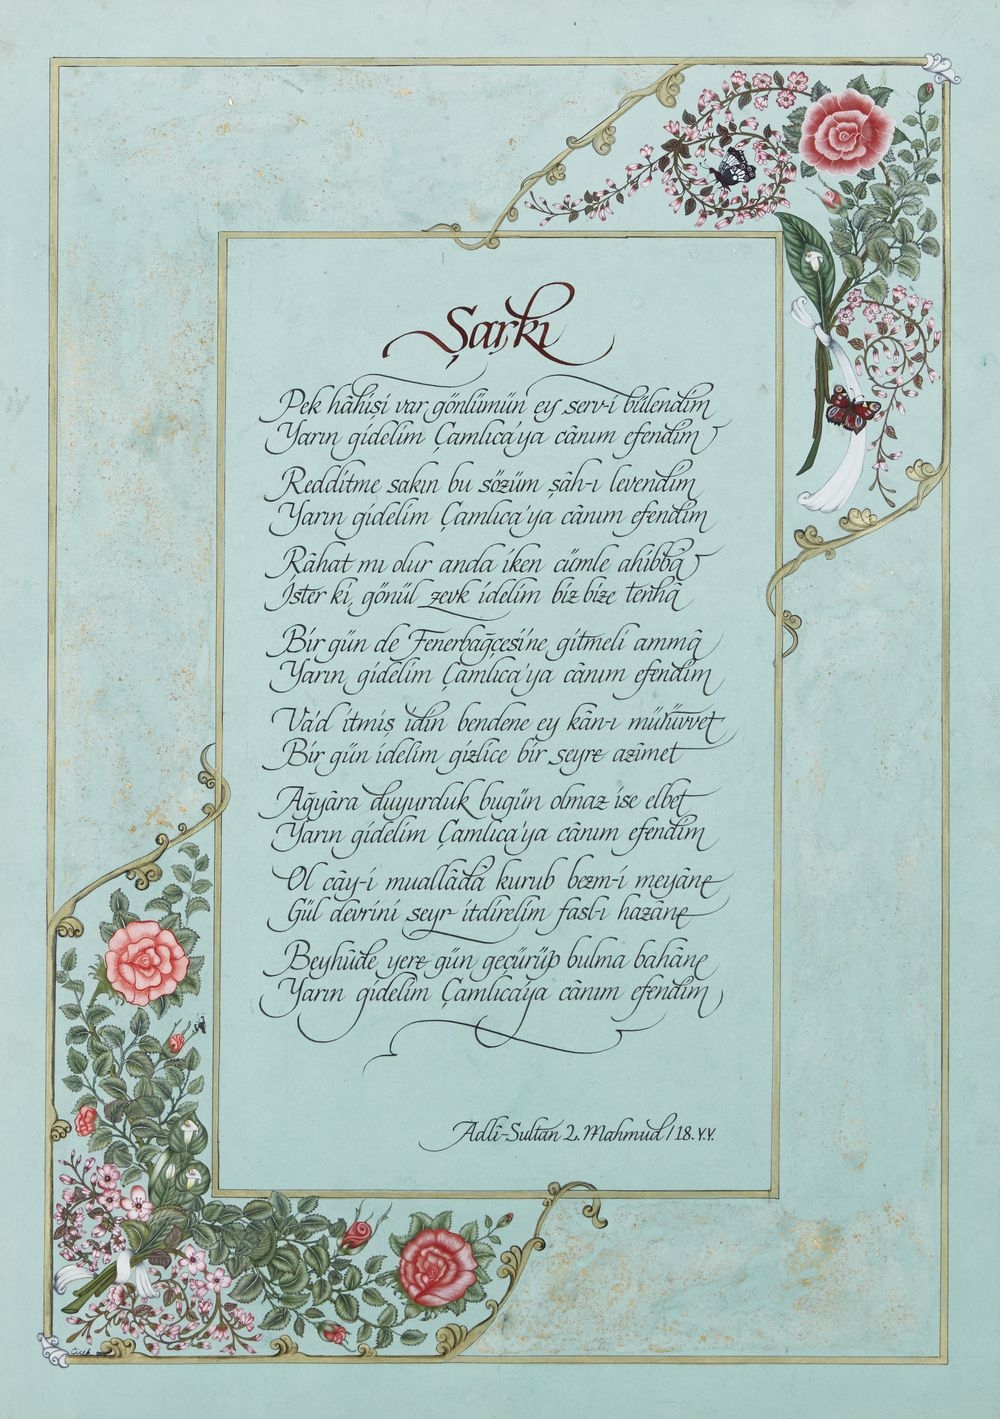 Şarkı
Pek hâhişi var gönlümün ey serv-i bülendim
Yarın gidelim Çamlıca'ya cânım efendim
Redditme sakın bu sözüm şâh-ı levendim
Yarın gidelim Çamlıca'ya cânım efendim
Râhat mı olur anda iken cümle ahibbâ
İster ki gönül zevk idelim biz bize tenhâ
Bir gün de Fenerbağçesi'ne gitmeli ammâ
Yarın gidelim Çamlıca'ya cânım efendim
Va'd itmiş idin bendene ey kân-ı mürüvvet
Bir gün idelim gizlice bir seyre azîmet
Ağyâra duyurduk bugün olmaz ise elbet
Yarın gidelim Çamlıca'ya cânım efendim
Ol cây-i muallâda kurub bezm-i meyâne
Gül devrini seyr itdirelim fasl-ı hazâne
Beyhûde yere gün geçürüp bulma bahâne
Yarın gidelim Çamlıca'ya cânım efendim
Adlî-Sultan 2. Mahmud / 18. Y.Y.